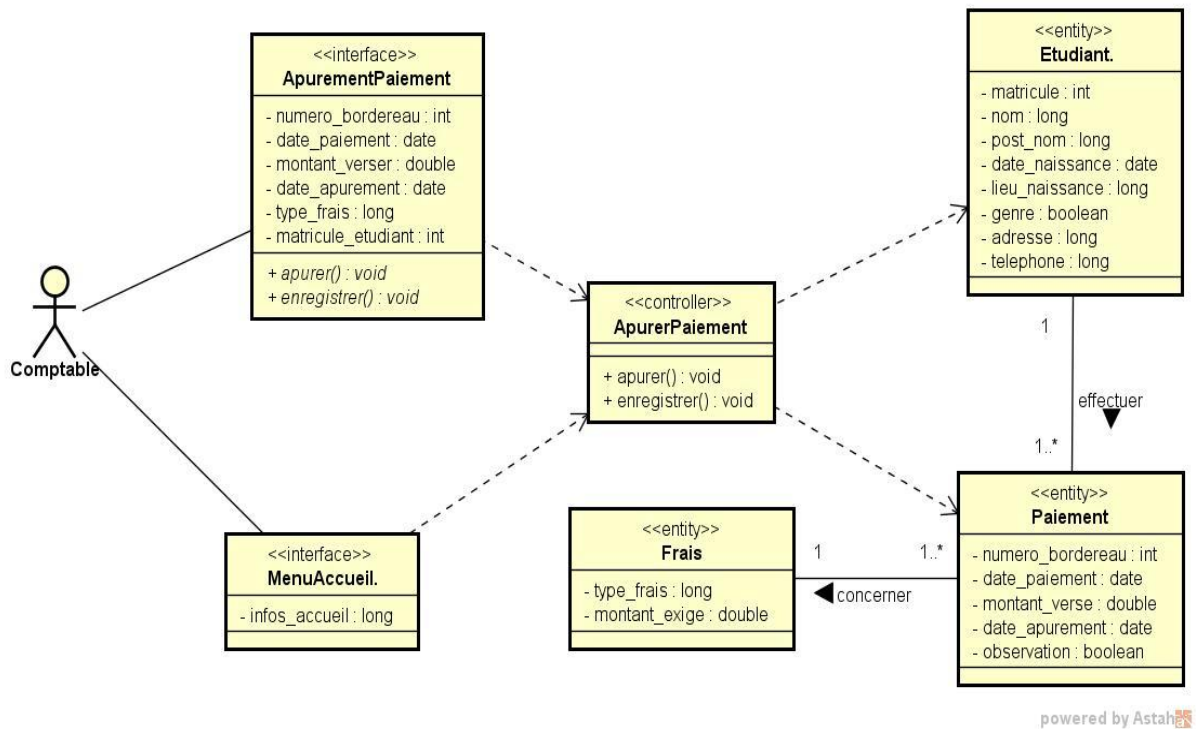 <<interface>>
ApurementPaiement
- numero_bordereau : int
- date_paiement : date
- montant_verser : double
- date_apurement : date
- type_frais : long
- matricule_etudiant : int
+ apurer() : void
+ enregistrer() : void
<<entity>>
Etudiant.
- matricule : int
- nom : long
- post_nom : long
- date_naissance : date
- lieu_naissance : long
- genre : boolean
- adresse : long
- telephone : long
<<controller>>
ApurerPaiement
+ apurer() : void
+ enregistrer() : void
Comptable
1
effectuer
1..*
<<interface>>
MenuAccueil.
- infos_accueil : long
<<entity>>
Frais
- type_frais : long
- montant_exige : double
1
1..*
concerner
<<entity>>
Paiement
- numero_bordereau : int
- date_paiement : date
- montant_verse : double
- date_apurement : date
- observation : boolean
powered by Astah